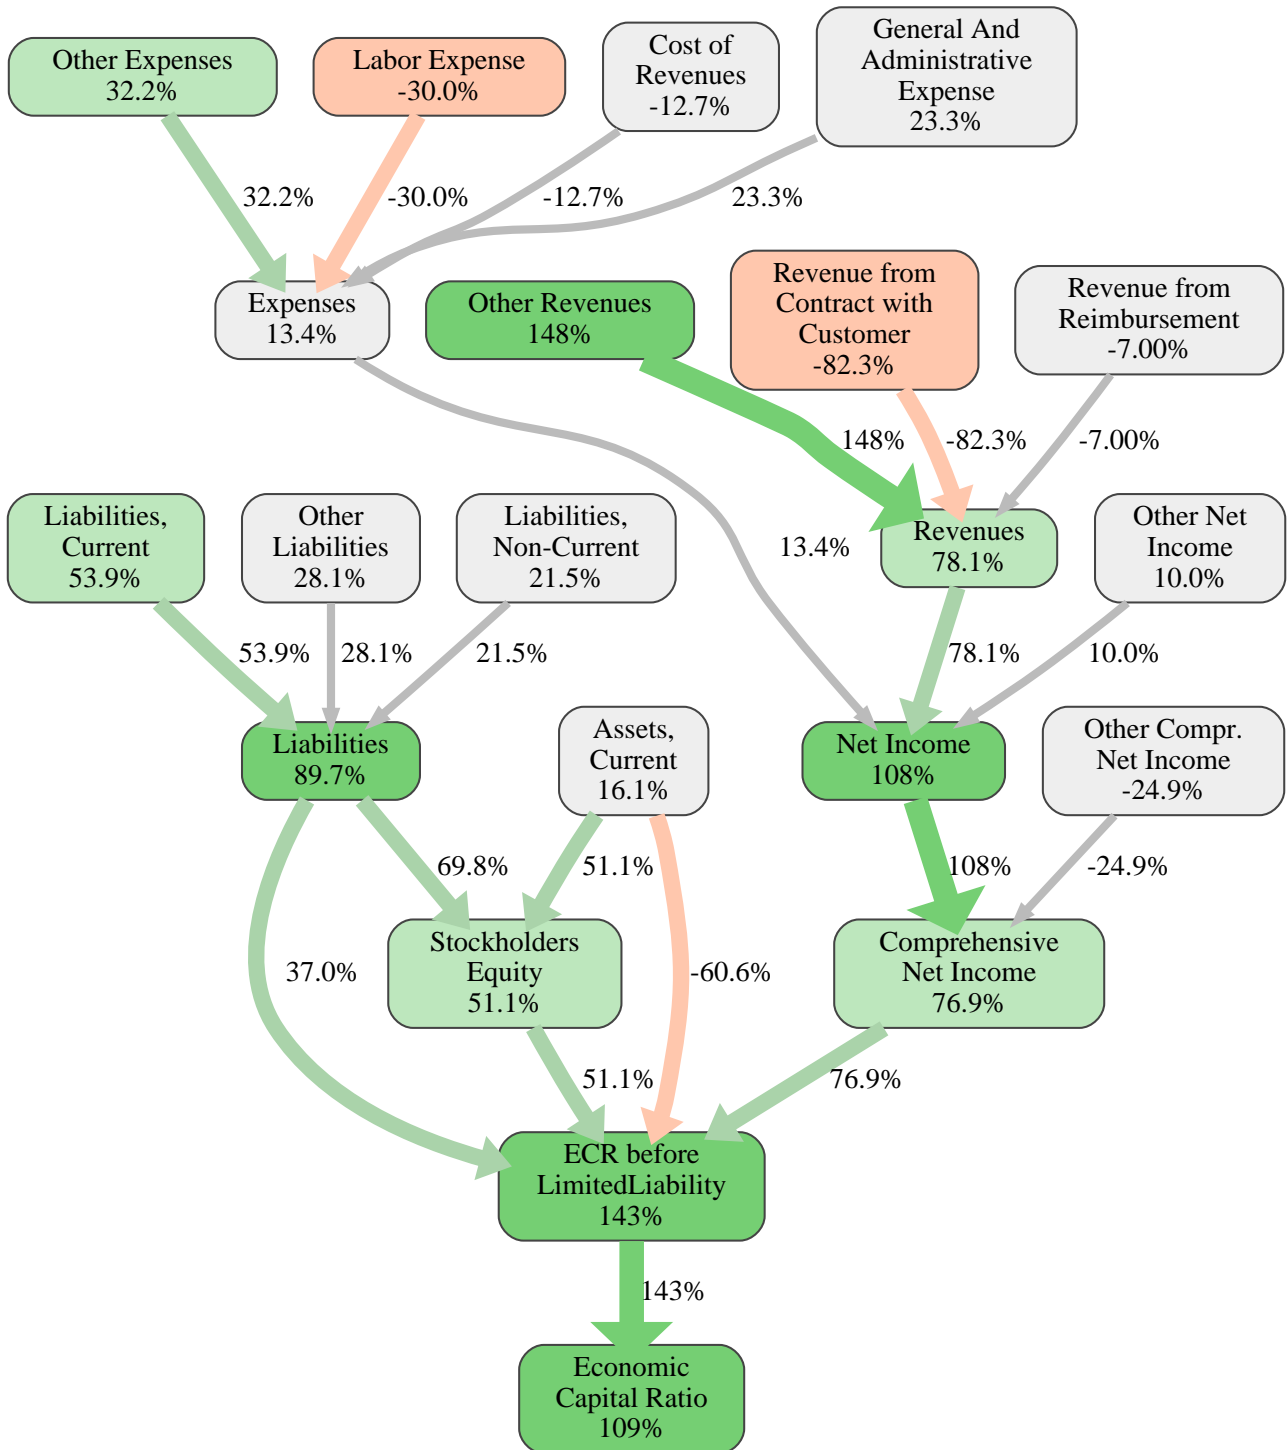 Other Expenses
32.2%
Labor Expense
-30.0%
Cost of
Revenues
-12.7%
General And
Administrative
Expense
23.3%
32.2%
-30.0%
-12.7%
23.3%
Expenses
13.4%
Other Revenues
148%
Revenue from
Contract with
Customer
-82.3%
Revenue from
Reimbursement
-7.00%
148%
-82.3%
-7.00%
Liabilities,
Current
53.9%
Other
Liabilities
28.1%
Liabilities,
Non-Current
21.5%
13.4%
Revenues
78.1%
Other Net
Income
10.0%
53.9%
28.1%
21.5%
78.1%
10.0%
Liabilities
89.7%
Assets,
Current
16.1%
Net Income
108%
Other Compr.
Net Income
-24.9%
69.8%
51.1%
108%
-24.9%
37.0%
Stockholders
Equity
51.1%
-60.6%
Comprehensive
Net Income
76.9%
51.1%
76.9%
ECR before
LimitedLiability
143%
143%
Economic
Capital Ratio
109%